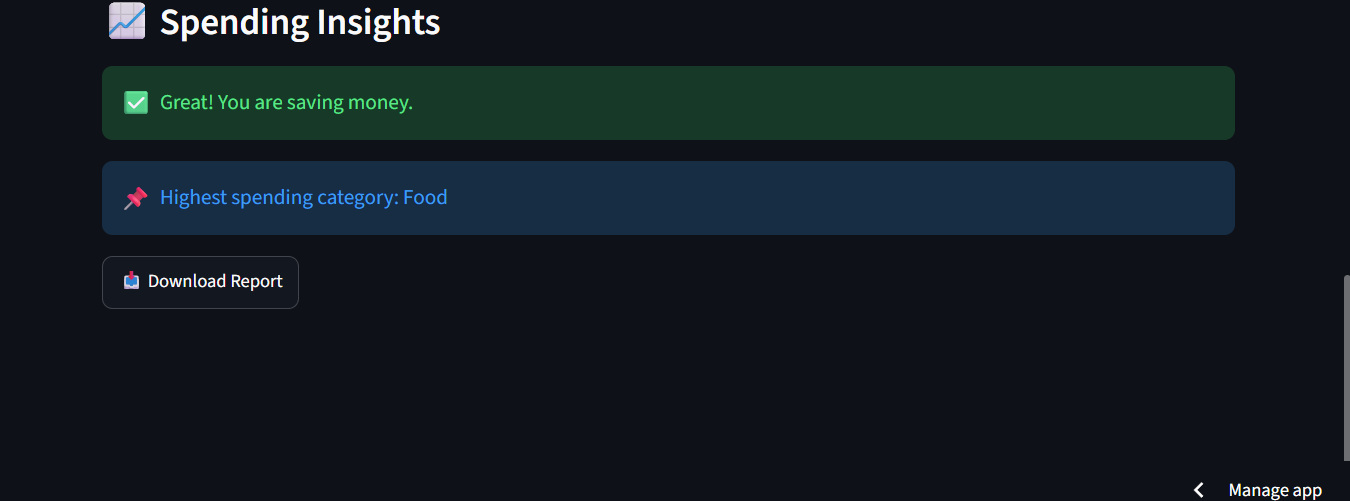 Spending Insights
Great! You are saving money.
Highest spending category: Food
Download Report
Manage app